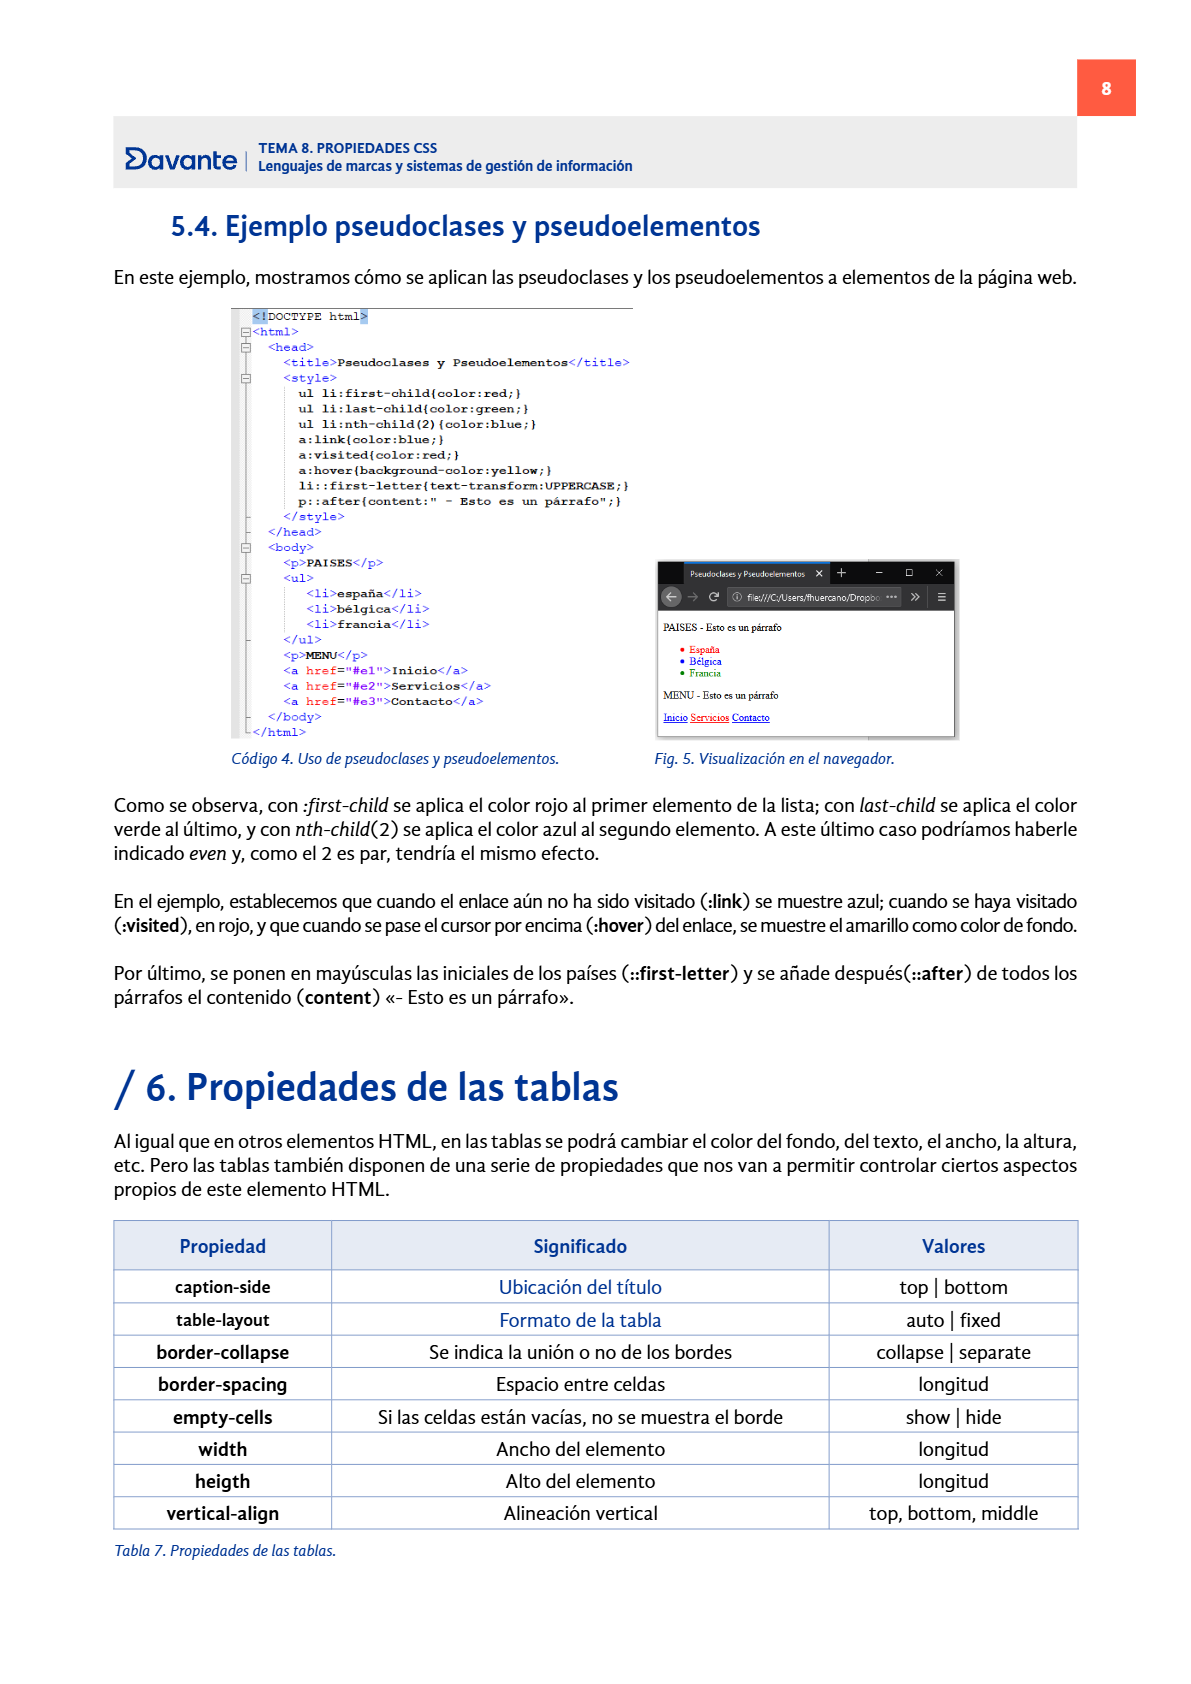 8
Davante
TEMA 8. PROPIEDADES CSS
Lenguajes de marcas y sistemas de gestión de información
5.4. Ejemplo pseudoclases y pseudoelementos
En este ejemplo, mostramos cómo se aplican las pseudoclases y los pseudoelementos a elementos de la página web.
<!DOCTYPE html>
<html>
<head>
<title>Pseudoclases y Pseudoelementos</title>
<style>
ul li:first-child{color:red;}
ul li:last-child{color:green;}
ul li:nth-child(2){color:blue;}
a:link{color:blue;}
a:visited{color:red;}
a:hover{background-color:yellow;}
li::first-letter{text-transform:UPPERCASE;}
p::after{content:" - Esto es un párrafo";}
</style>
</head>
<body>
<p>PAISES</p>
<ul>
<li>españa</li>
<li>bélgica</li>
<li>francia</li>
</ul>
<p>MENU</p>
<a href="#e1">Inicio</a>
<a href="#e2">Servicios</a>
<a href="#e3">Contacto</a>
</body>
</html>
Pseudoclases y Pseudoelementos
file:///C:/Users/fhuercano/Dropbo
PAISES - Esto es un párrafo
España
Bélgica
Francia
MENU - Esto es un párrafo
Inicio Servicios Contacto
Código 4. Uso de pseudoclases y pseudoelementos.
Fig. 5. Visualización en el navegador.
Como se observa, con :first-child se aplica el color rojo al primer elemento de la lista; con last-child se aplica el color
verde al último, y con nth-child(2) se aplica el color azul al segundo elemento. A este último caso podríamos haberle
indicado even y, como el 2 es par, tendría el mismo efecto.
En el ejemplo, establecemos que cuando el enlace aún no ha sido visitado (:link) se muestre azul; cuando se haya visitado
(:visited), en rojo, y que cuando se pase el cursor por encima (:hover) del enlace, se muestre el amarillo como color de fondo.
Por último, se ponen en mayúsculas las iniciales de los países (::first-letter) y se añade después(::after) de todos los
párrafos el contenido (content) «- Esto es un párrafo».
/ 6. Propiedades de las tablas
Al igual que en otros elementos HTML, en las tablas se podrá cambiar el color del fondo, del texto, el ancho, la altura,
etc. Pero las tablas también disponen de una serie de propiedades que nos van a permitir controlar ciertos aspectos
propios de este elemento HTML.
Propiedad Significado Valores
caption-side Ubicación del título top | bottom
table-layout Formato de la tabla auto | fixed
border-collapse Se indica la unión o no de los bordes collapse | separate
border-spacing Espacio entre celdas longitud
empty-cells Si las celdas están vacías, no se muestra el borde show | hide
width Ancho del elemento longitud
heigth Alto del elemento longitud
vertical-align Alineación vertical top, bottom, middle
Tabla 7. Propiedades de las tablas.